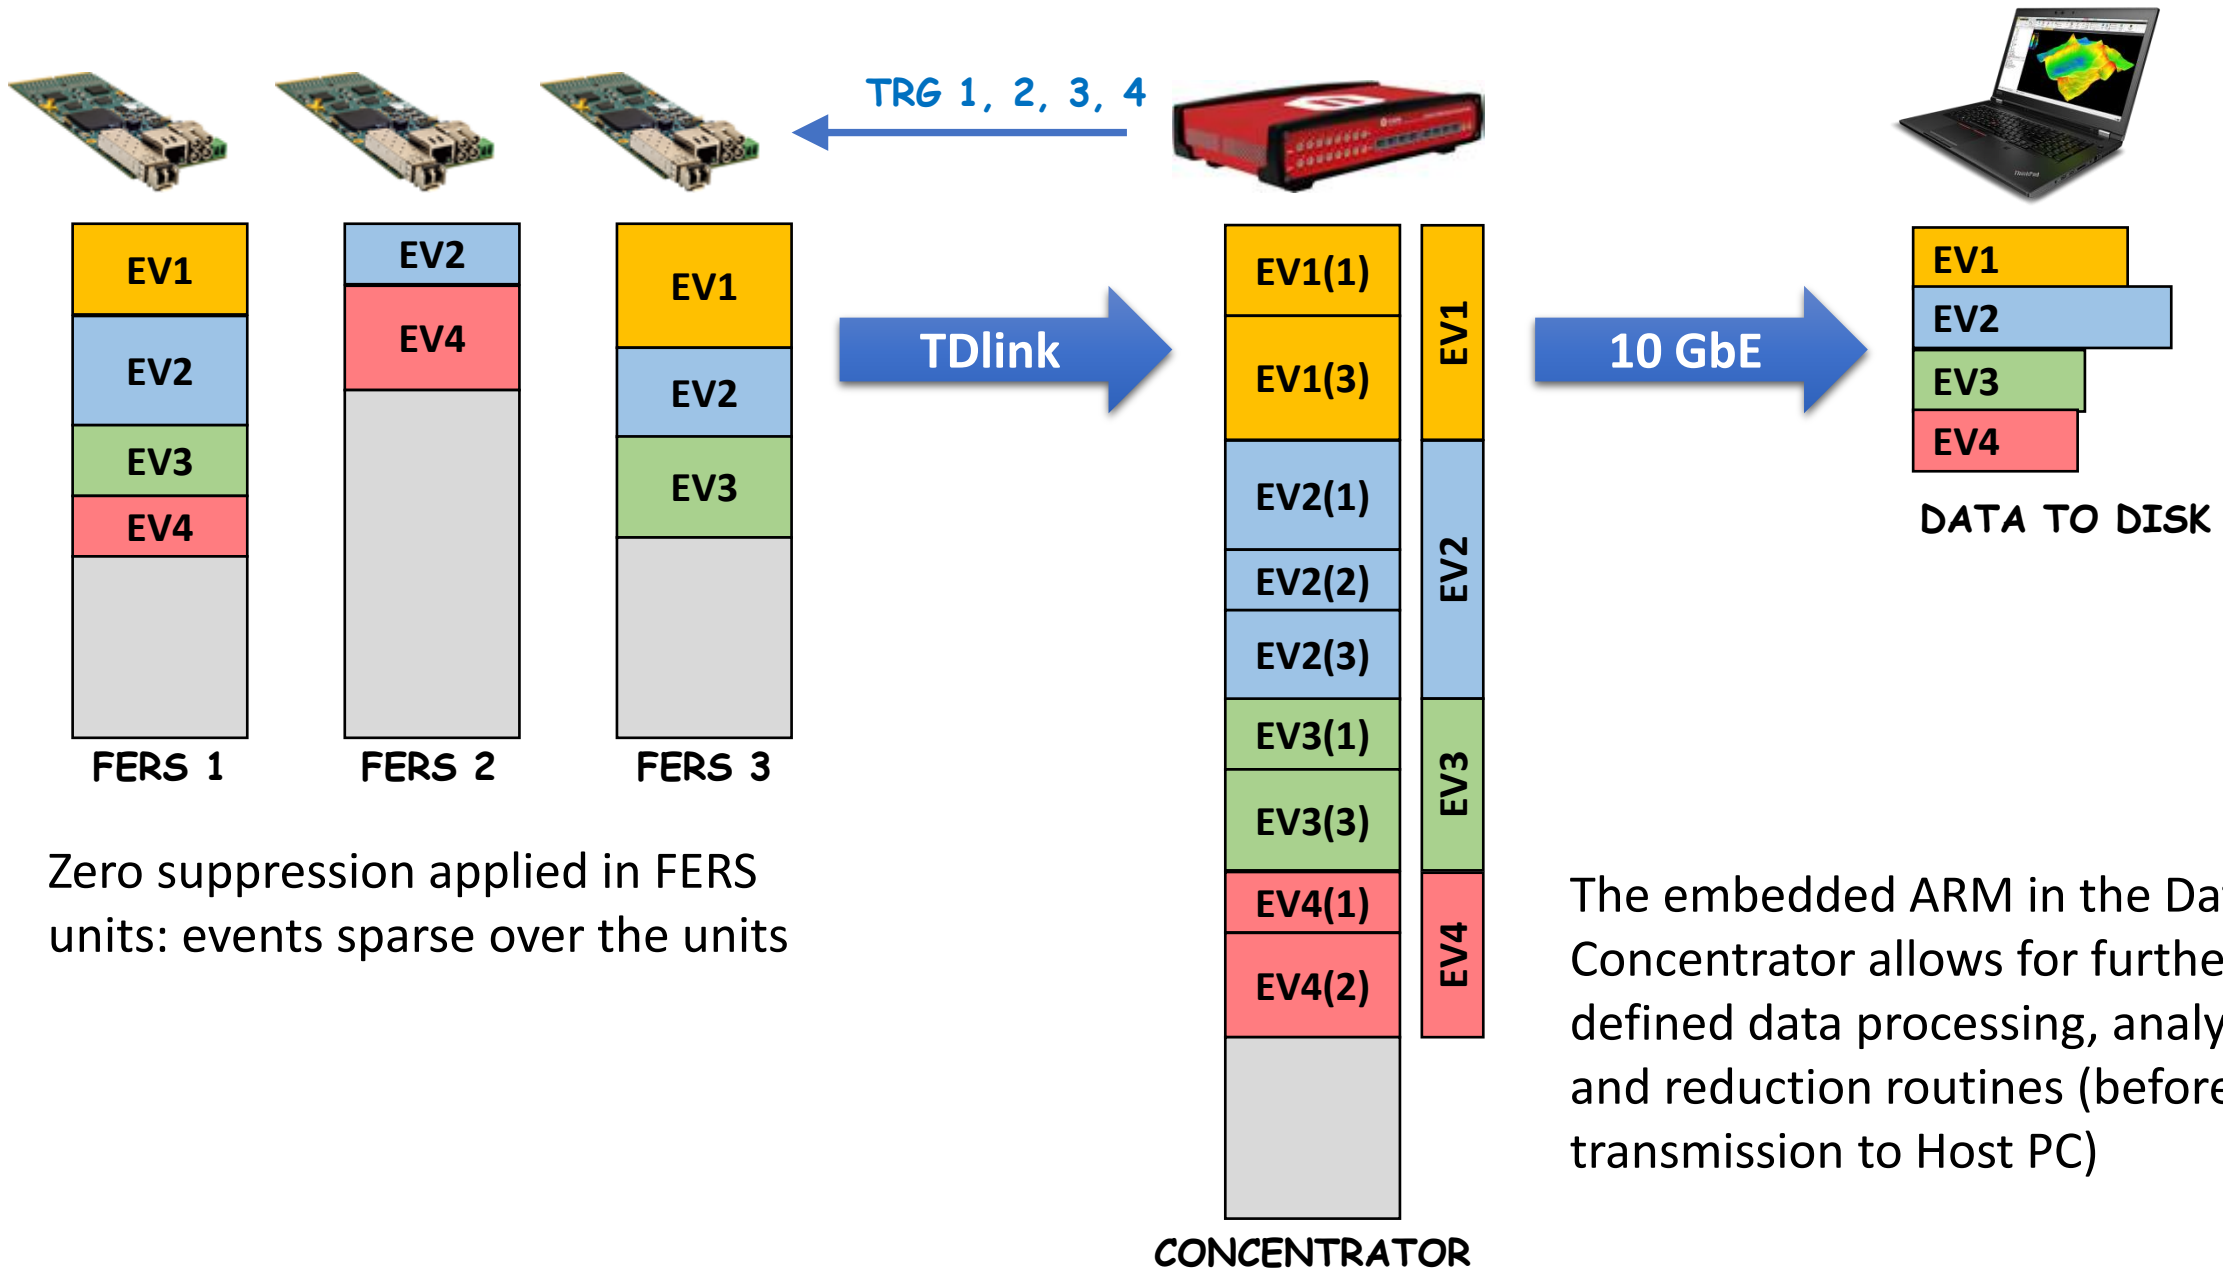 TRG 1, 2, 3, 4
EV1
EV2
EV3
EV4
FERS 1
EV2
EV4
FERS 2
EV1
EV2
EV3
FERS 3
TDlink
EV1(1)
EV1(3)
EV2(1)
EV2(2)
EV2(3)
EV3(1)
EV3(3)
EV4(1)
EV4(2)
EV1
EV2
EV3
EV4
CONCENTRATOR
10 GbE
EV1
EV2
EV3
EV4
DATA TO DISK
Zero suppression applied in FERS
units: events sparse over the units
The embedded ARM in the Da
Concentrator allows for furthe
defined data processing, analy
and reduction routines (before
transmission to Host PC)